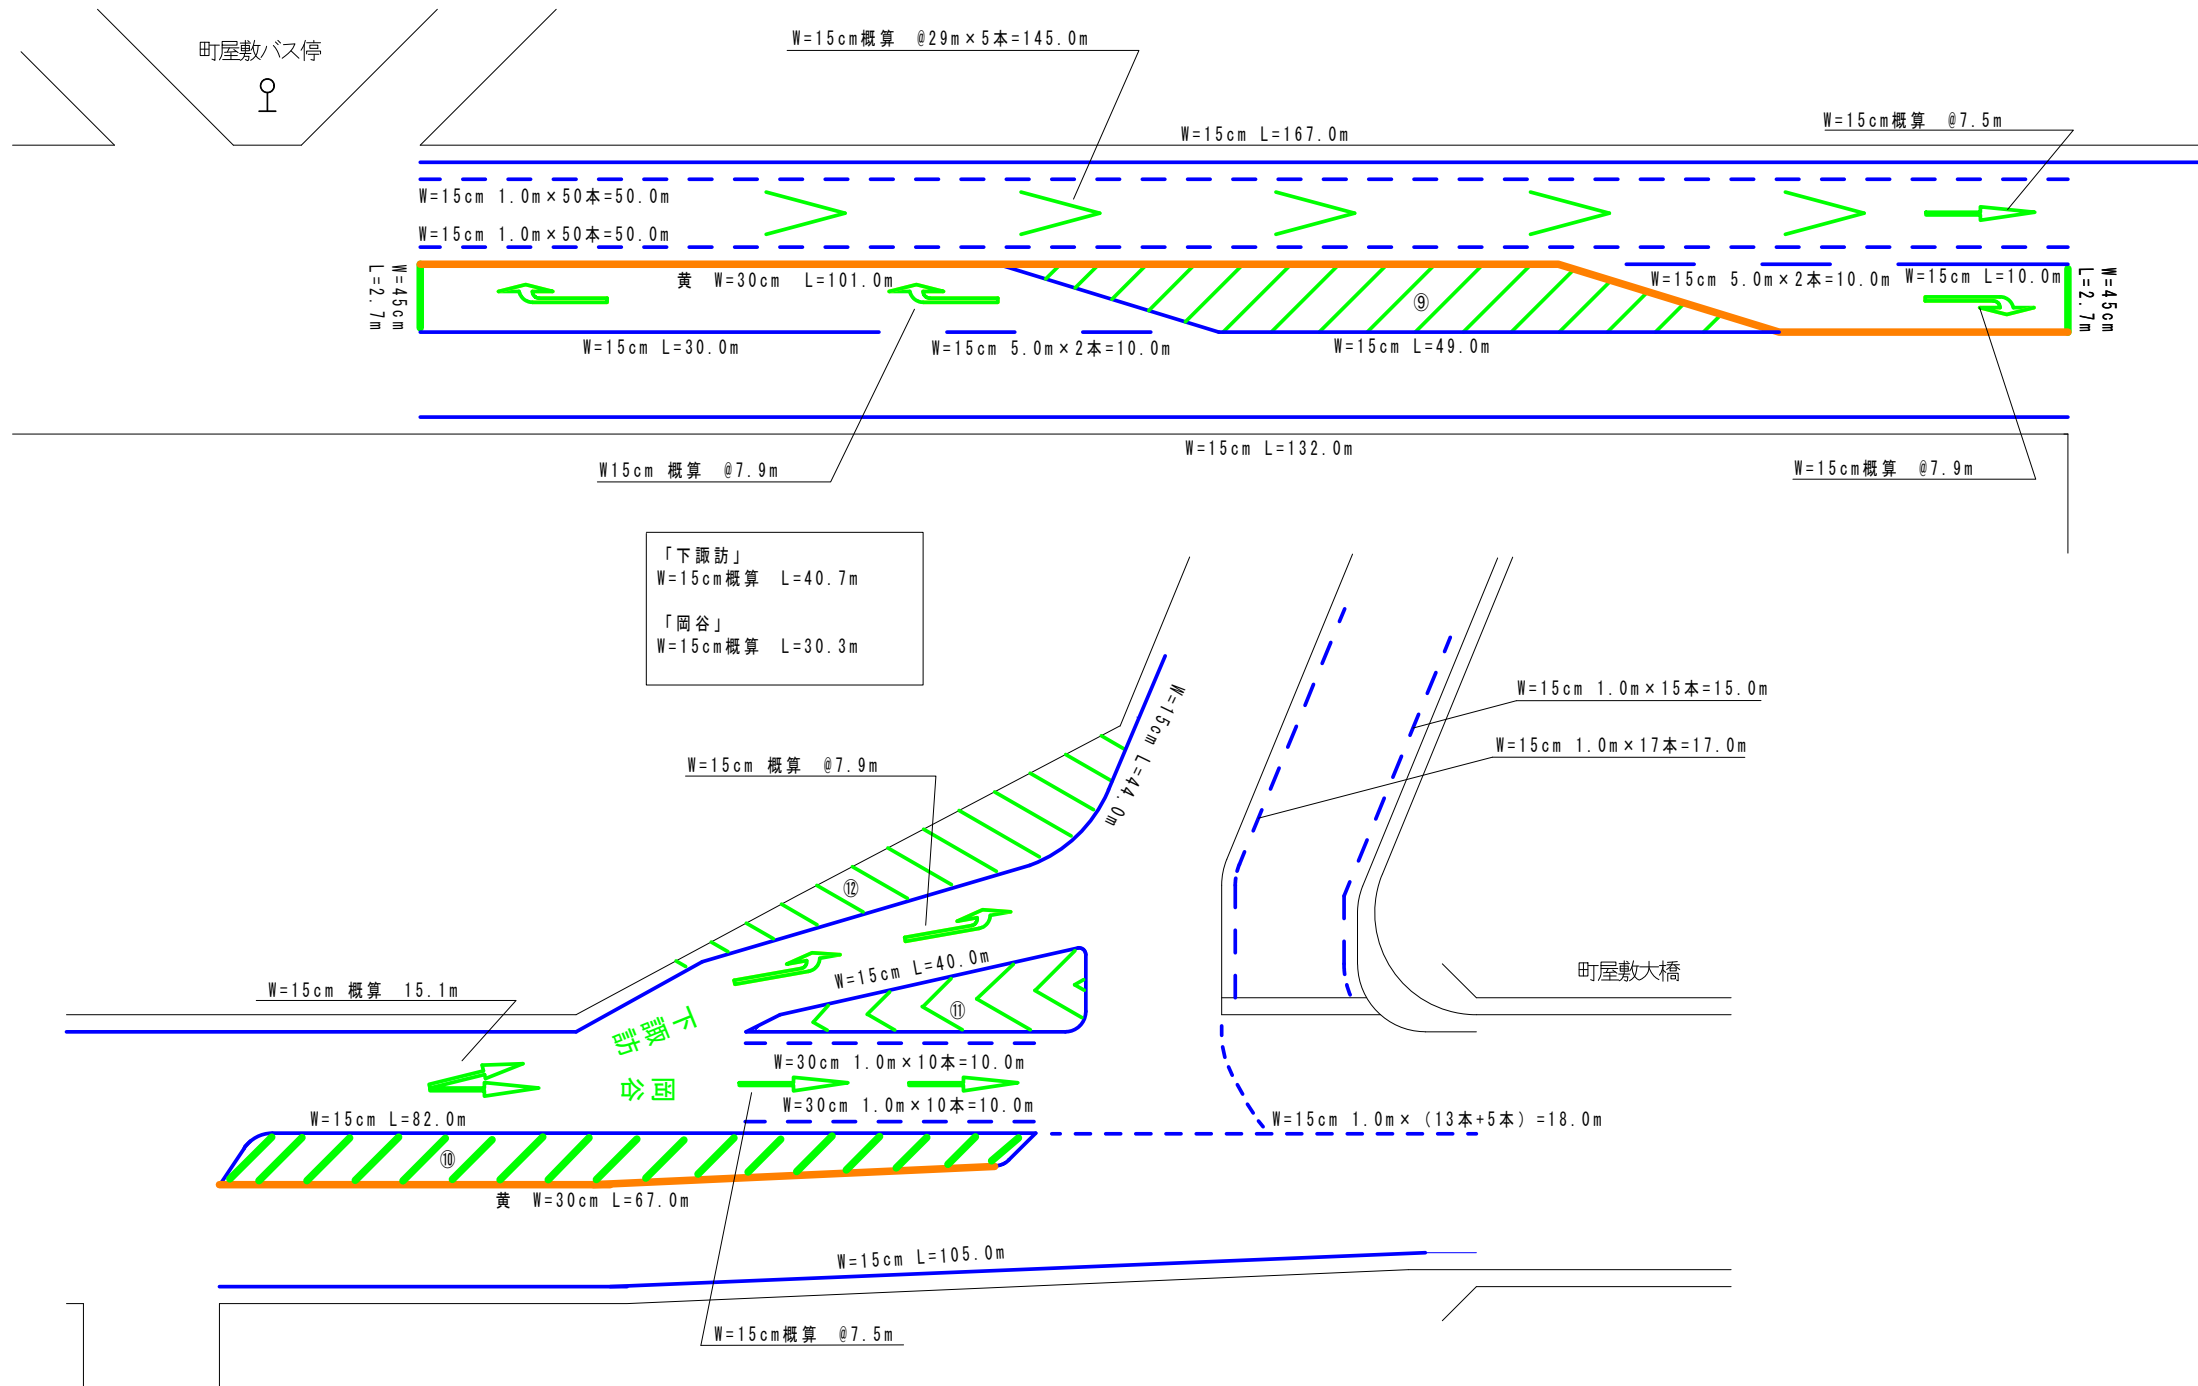 町屋敷バス停
W=15cm概算　@29m×5本=145.0m
W=15cm L=167.0m
W=15cm概算　@7.5m
W=15cm 1.0m×50本=50.0m
W=15cm 1.0m×50本=50.0m
W=45cm
L=2.7m
黄　W=30cm　L=101.0m
⑨
W=15cm 5.0m×2本=10.0m
W=15cm L=10.0m
W=45cm
L=2.7m
W=15cm L=30.0m
W=15cm 5.0m×2本=10.0m
W=15cm L=49.0m
W=15cm L=132.0m
W15cm 概算　@7.9m
W=15cm概算　@7.9m
「下諏訪」
W=15cm概算　L=40.7m
「岡谷」
W=15cm概算　L=30.3m
W=15cm L=44.0m
W=15cm 1.0m×15本=15.0m
W=15cm 1.0m×17本=17.0m
W=15cm 概算　@7.9m
⑫
W=15cm L=40.0m
町屋敷大橋
W=15cm 概算　15.1m
⑪
下諏訪
W=30cm 1.0m×10本=10.0m
岡谷
W=30cm 1.0m×10本=10.0m
W=15cm L=82.0m
W=15cm 1.0m×（13本+5本）=18.0m
⑩
黄　W=30cm L=67.0m
W=15cm L=105.0m
W=15cm概算　@7.5m